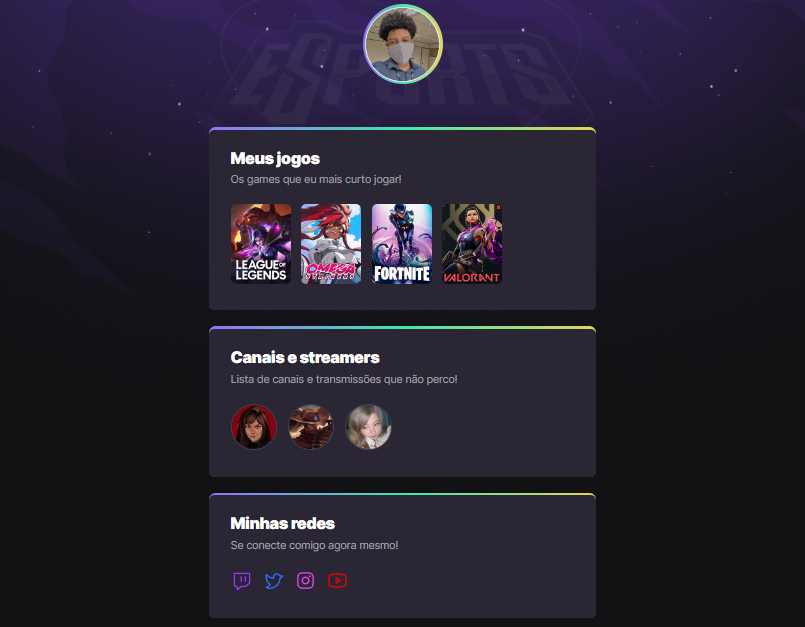 ESPORTS
Meus jogos
Os games que eu mais curto jogar!
LEAGUE OF
LEGENDS
OMEGA
STRIKERS
FORTNITE
VALORANT
Canais e streamers
Lista de canais e transmissões que não perco!
Minhas redes
Se conecte comigo agora mesmo!